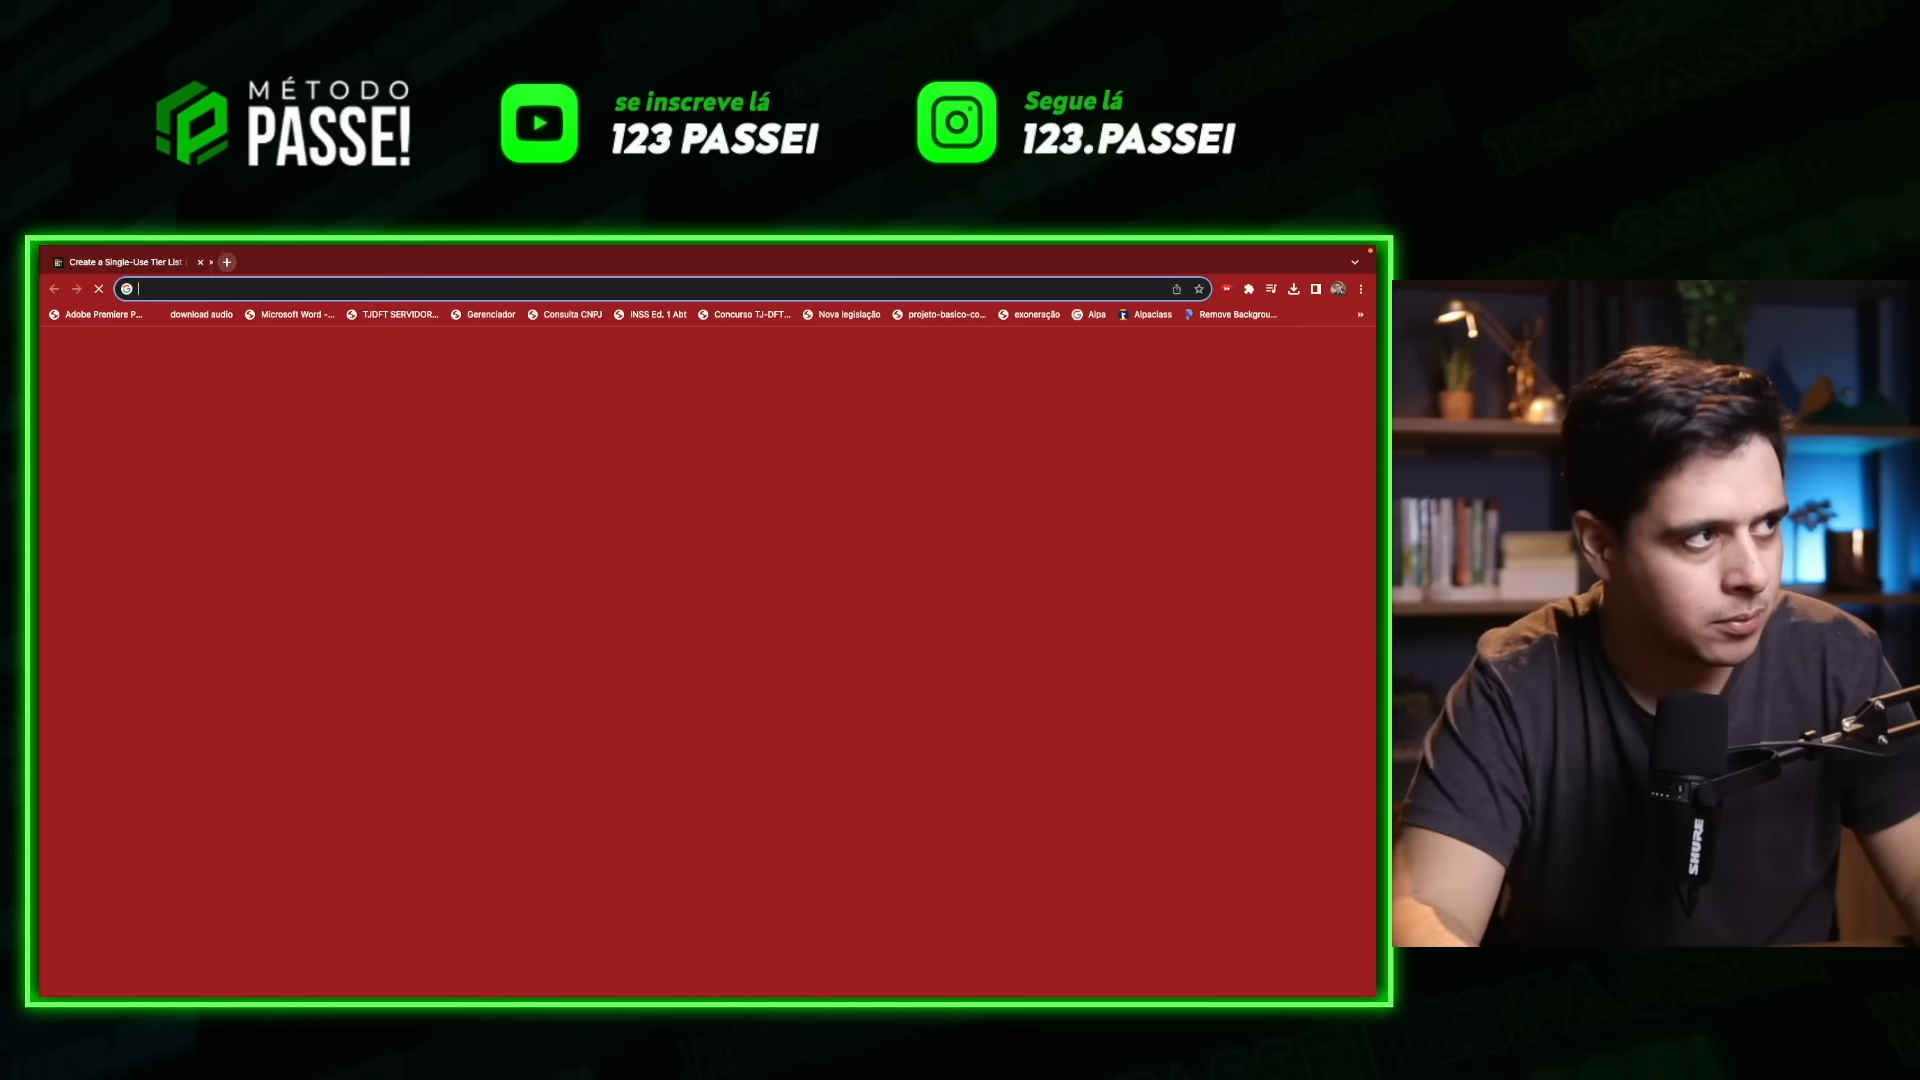 MÉTODO
PASSE!
se inscreve lá
123 PASSEI
Segue lá
123.PASSEI
Create a Single-Use Tier List
Adobe Premiere P...
download audio
Microsoft Word -...
TJDFT SERVIDOR...
Gerenciador
Consulta CNPJ
INSS Ed. 1 Abt
Concurso TJ-DFT...
Nova legislação
projeto-basico-co...
exoneração
Alpa
Alpaclass
Remove Backgrou...
»
SHURE